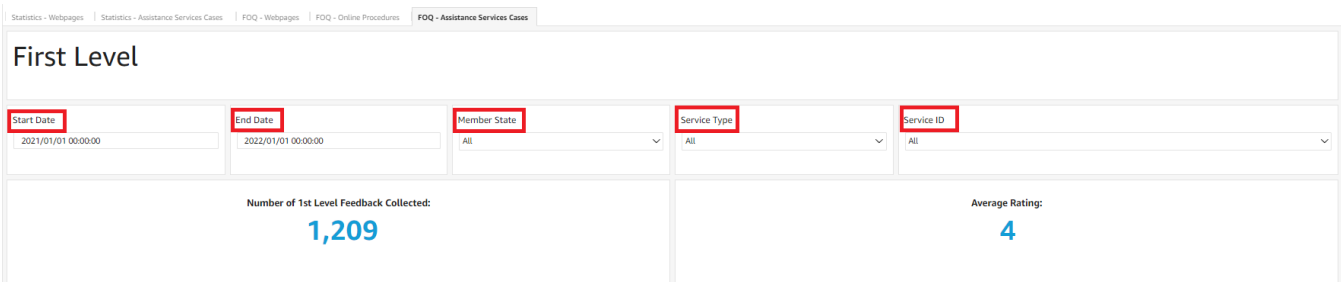 Statistics - Webpages
Statistics - Assistance Services Cases
FOQ - Webpages
FOQ - Online Procedures
FOQ - Assistance Services Cases
First Level
Start Date
2021/01/01 00:00:00
End Date
2022/01/01 00:00:00
Member State
All
Service Type
All
Service ID
All
Number of 1st Level Feedback Collected:
1,209
Average Rating:
4